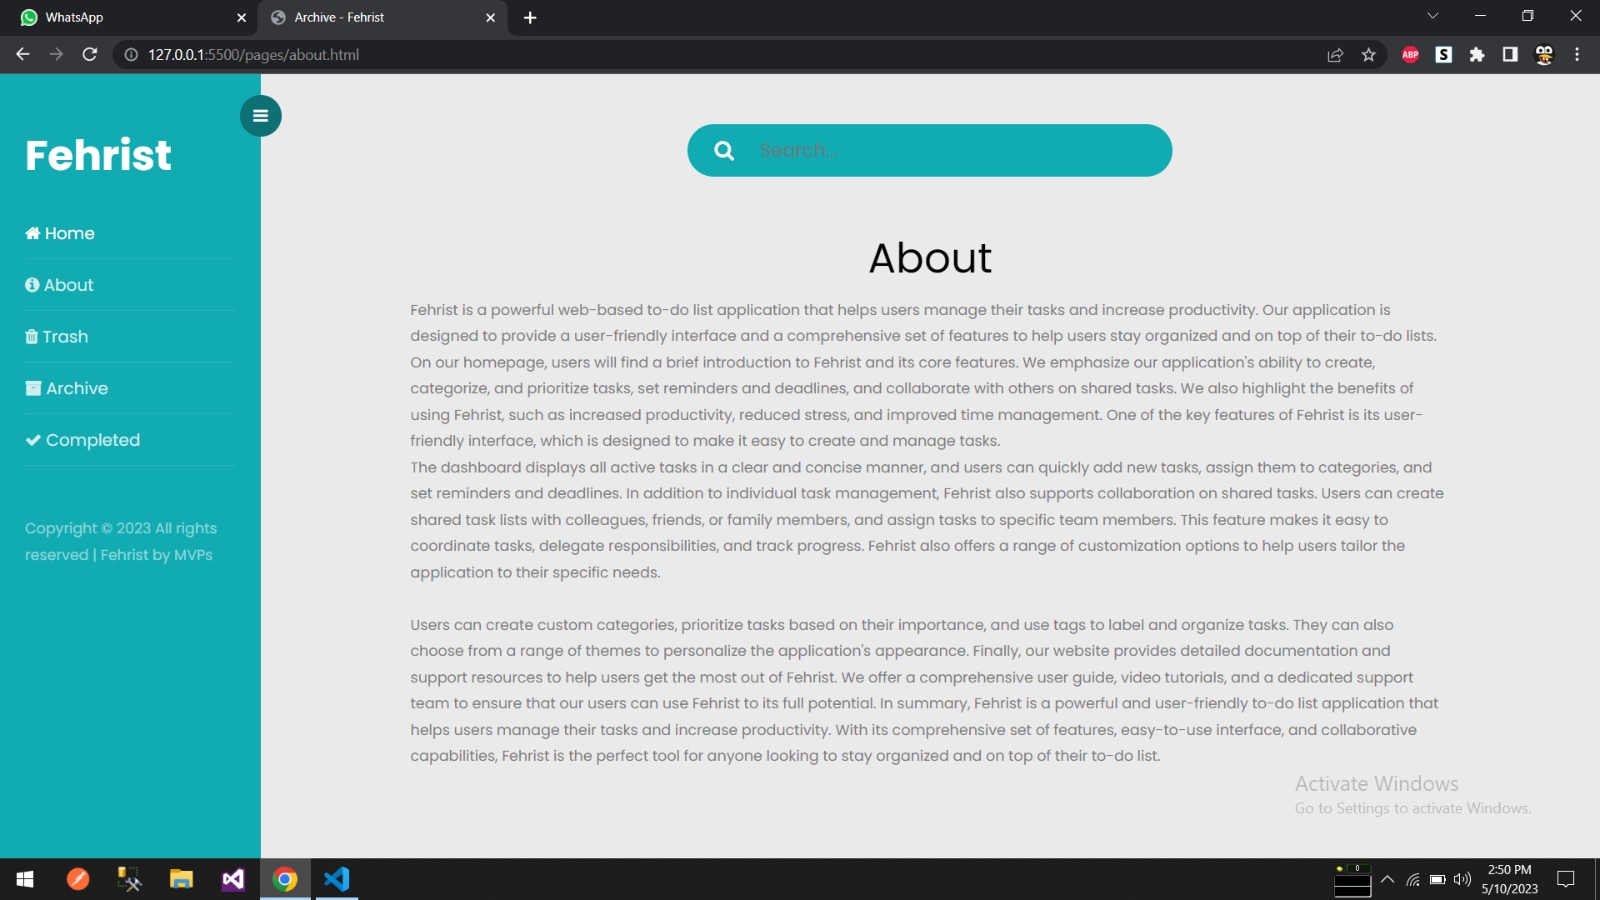 WhatsApp
Archive - Fehrist
127.0.0.1:5500/pages/about.html
ABP
S
Fehrist
Home
About
Trash
Archive
Completed
Copyright © 2023 All rights
reserved | Fehrist by MVPs
Search...
About
Fehrist is a powerful web-based to-do list application that helps users manage their tasks and increase productivity. Our application is
designed to provide a user-friendly interface and a comprehensive set of features to help users stay organized and on top of their to-do lists.
On our homepage, users will find a brief introduction to Fehrist and its core features. We emphasize our application's ability to create,
categorize, and prioritize tasks, set reminders and deadlines, and collaborate with others on shared tasks. We also highlight the benefits of
using Fehrist, such as increased productivity, reduced stress, and improved time management. One of the key features of Fehrist is its user-
friendly interface, which is designed to make it easy to create and manage tasks.
The dashboard displays all active tasks in a clear and concise manner, and users can quickly add new tasks, assign them to categories, and
set reminders and deadlines. In addition to individual task management, Fehrist also supports collaboration on shared tasks. Users can create
shared task lists with colleagues, friends, or family members, and assign tasks to specific team members. This feature makes it easy to
coordinate tasks, delegate responsibilities, and track progress. Fehrist also offers a range of customization options to help users tailor the
application to their specific needs.
Users can create custom categories, prioritize tasks based on their importance, and use tags to label and organize tasks. They can also
choose from a range of themes to personalize the application's appearance. Finally, our website provides detailed documentation and
support resources to help users get the most out of Fehrist. We offer a comprehensive user guide, video tutorials, and a dedicated support
team to ensure that our users can use Fehrist to its full potential. In summary, Fehrist is a powerful and user-friendly to-do list application that
helps users manage their tasks and increase productivity. With its comprehensive set of features, easy-to-use interface, and collaborative
capabilities, Fehrist is the perfect tool for anyone looking to stay organized and on top of their to-do list.
Activate Windows
Go to Settings to activate Windows.
0
2:50 PM
5/10/2023